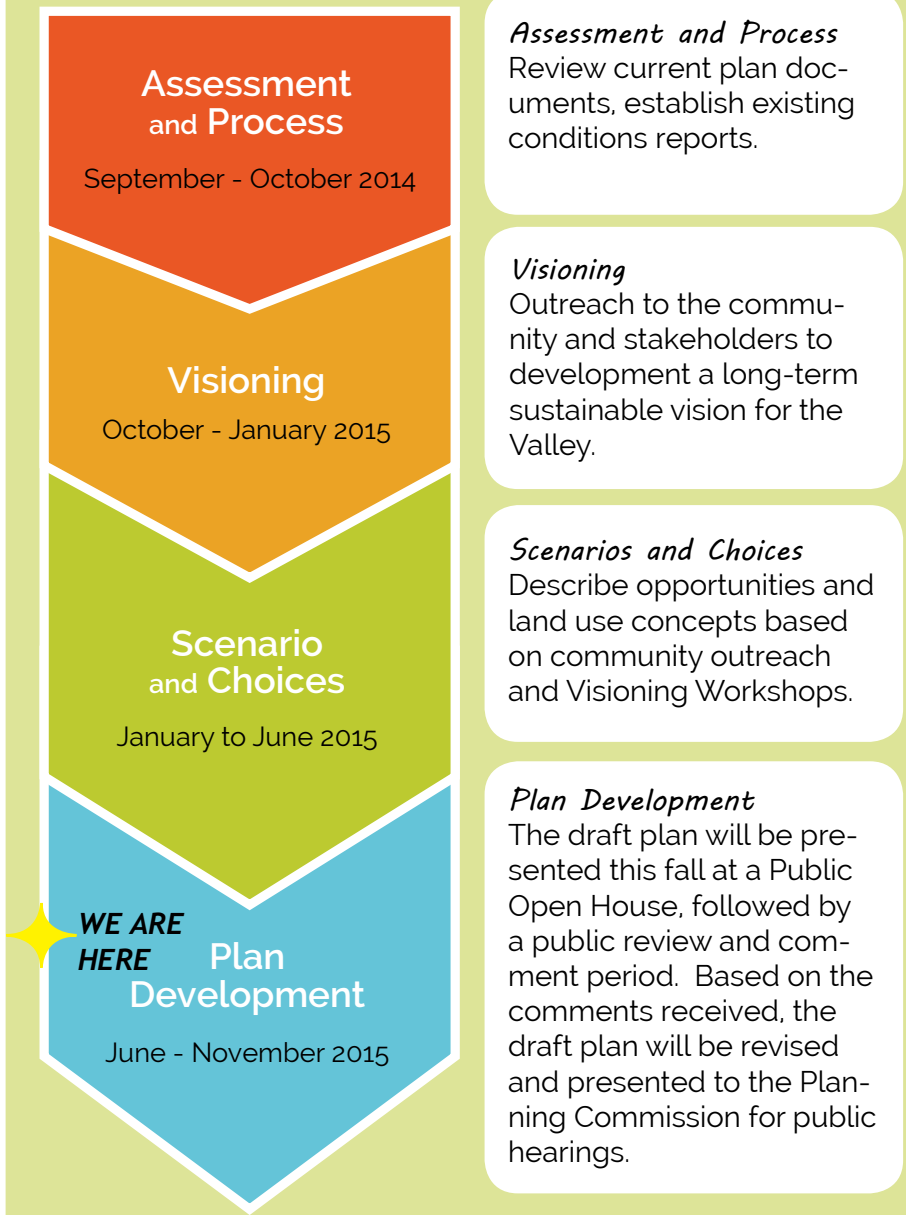 Assessment
and Process
September - October 2014
Assessment and Process
Review current plan doc-
uments, establish existing
conditions reports.
Visioning
October - January 2015
Visioning
Outreach to the commu-
nity and stakeholders to
development a long-term
sustainable vision for the
Valley.
Scenario
and Choices
January to June 2015
Scenarios and Choices
Describe opportunities and
land use concepts based
on community outreach
and Visioning Workshops.
WE ARE
HERE
Plan
Development
June - November 2015
Plan Development
The draft plan will be pre-
sented this fall at a Public
Open House, followed by
a public review and com-
ment period.  Based on the
comments received, the
draft plan will be revised
and presented to the Plan-
ning Commission for public
hearings.